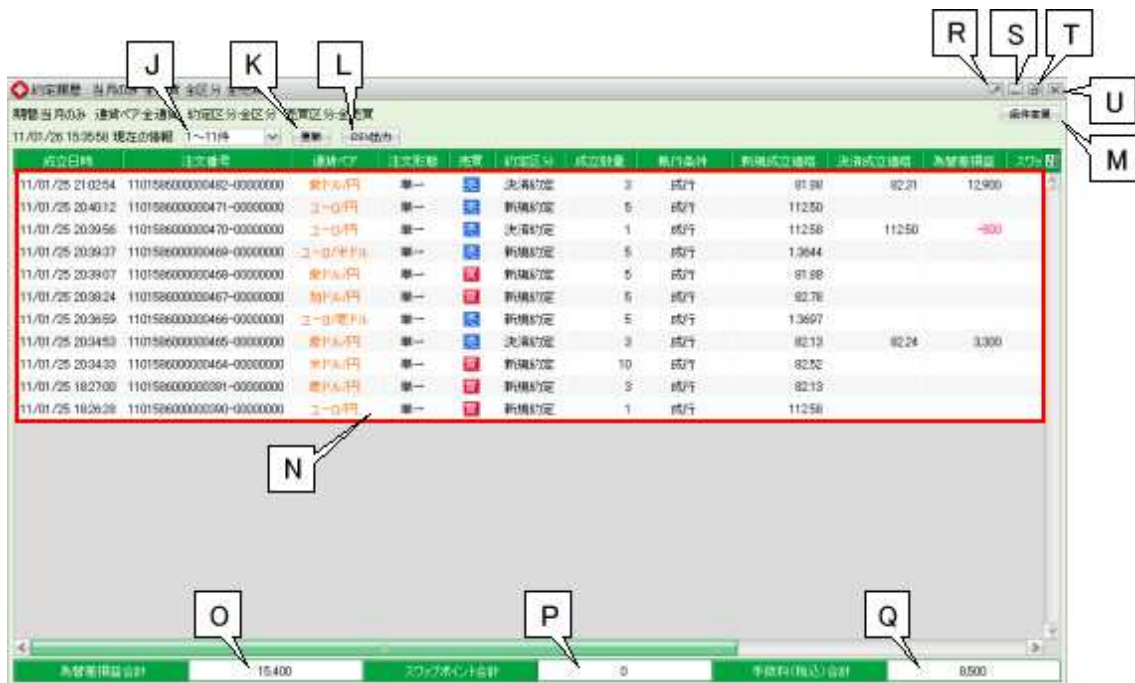 R S T
J K L
U
約定履歴 当月のみ
期間:当月のみ 通貨ペア:全通貨 約定区分:全区分 売買区分:全売買
条件変更
11/01/26 15:35:58 現在の情報 1~11件 更新 CSV出力
M
成立日時 注文番号 通貨ペア 注文形態 売買 約定区分 成立数量 執行条件 新規成立価格 決済成立価格 為替差損益
11/01/25 21:02:54 1101586000000482-00000000 豪ドル/円 単一 売 決済約定 3 成行 81.88 82.31 12,900
11/01/25 20:40:12 1101586000000471-00000000 ユーロ/円 単一 売 新規約定 5 成行 112.50
11/01/25 20:39:56 1101586000000470-00000000 ユーロ/円 単一 売 決済約定 1 成行 112.58 112.50 -800
11/01/25 20:39:37 1101586000000469-00000000 ユーロ/米ドル 単一 売 新規約定 5 成行 1.3644
11/01/25 20:39:07 1101586000000468-00000000 豪ドル/円 単一 買 新規約定 5 成行 81.88
11/01/25 20:38:24 1101586000000467-00000000 加ドル/円 単一 買 新規約定 5 成行 82.78
11/01/25 20:36:59 1101586000000466-00000000 ユーロ/豪ドル 単一 売 新規約定 5 成行 1.3697
11/01/25 20:34:53 1101586000000465-00000000 豪ドル/円 単一 売 決済約定 3 成行 82.13 82.24 3,300
11/01/25 20:34:33 1101586000000464-00000000 米ドル/円 単一 買 新規約定 10 成行 82.52
11/01/25 18:27:00 1101586000000391-00000000 豪ドル/円 単一 買 新規約定 3 成行 82.13
11/01/25 18:26:28 1101586000000390-00000000 ユーロ/円 単一 買 新規約定 1 成行 112.58
N
O P Q
為替差損益合計 15,400 スワップポイント合計 0 手数料(税込)合計 8,500